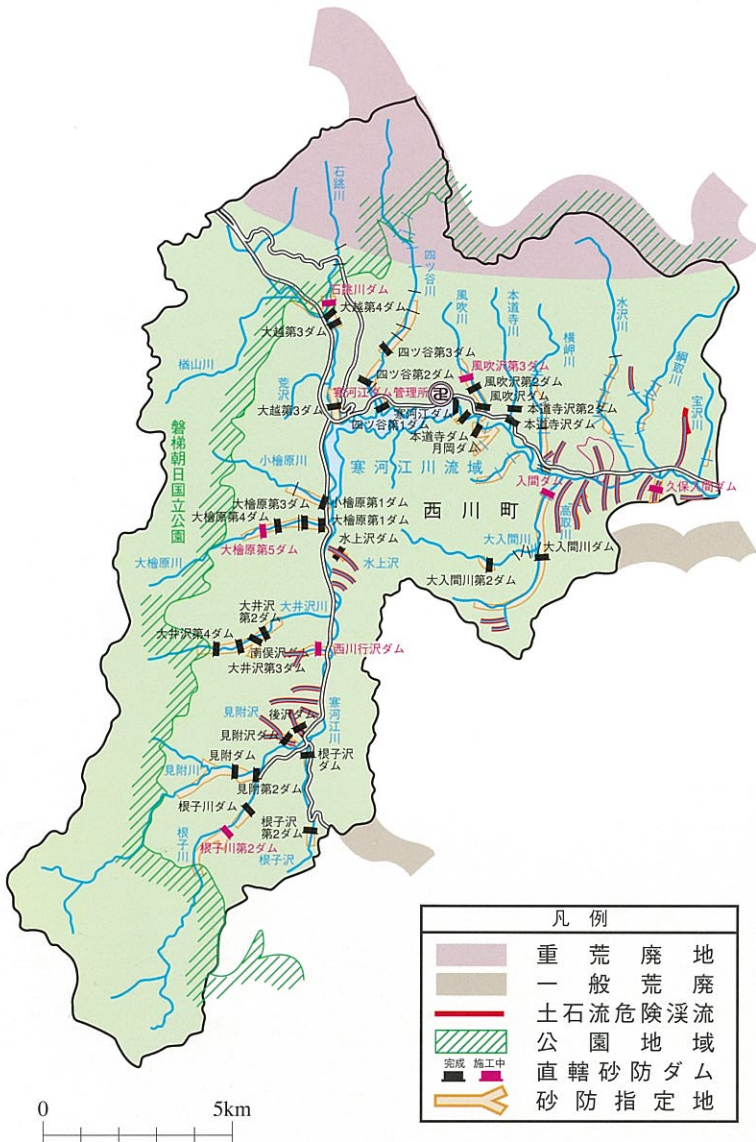 石跳川
四ツ谷川
石跳川ダム
大越第4ダム
大越第3ダム
風吹川
本道寺川
横岬川
水沢川
綱取川
宝沢川
楢山川
荒沢
四ツ谷第3ダム
四ツ谷第2ダム
風吹沢第3ダム
風吹沢第2ダム
寒河江ダム管理所
風吹沢ダム
大越第3ダム
寒河江ダム
本道寺沢第2ダム
四ツ谷第1ダム
本道寺沢ダム
本道寺ダム
月岡ダム
磐梯朝日国立公園
小檜原川
寒河江川流域
入間ダム
久保入間ダム
大檜原第3ダム
小檜原第1ダム
西川町
高取川
大檜原第4ダム
大檜原第1ダム
大檜原第5ダム
大檜原川
水上沢ダム
水上沢
大入間川
大入間川ダム
大入間川第2ダム
大井沢
第2ダム
大井沢川
大井沢第4ダム
南俣沢ダム
西川行沢ダム
大井沢第3ダム
見附沢
後沢ダム
寒河江川
見附沢ダム
見附ダム
根子沢
ダム
見附川
見附第2ダム
根子川ダム
根子沢
第2ダム
根子川
根子川第2ダム
根子沢
凡例
重荒廃地
一般荒廃
土石流危険渓流
公園地域
完成 施工中
直轄砂防ダム
砂防指定地
0 5km